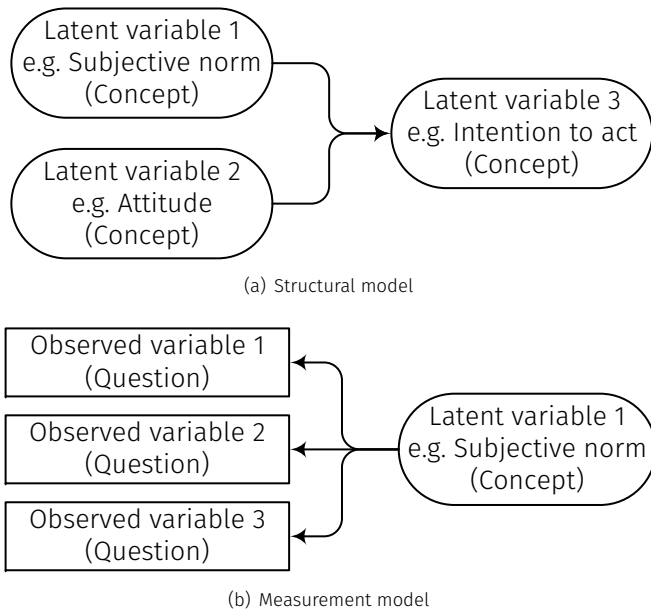 Latent variable 1
e.g. Subjective norm
(Concept)
Latent variable 2
e.g. Attitude
(Concept)
Latent variable 3
e.g. Intention to act
(Concept)
(a) Structural model
Observed variable 1
(Question)
Observed variable 2
(Question)
Observed variable 3
(Question)
Latent variable 1
e.g. Subjective norm
(Concept)
(b) Measurement model